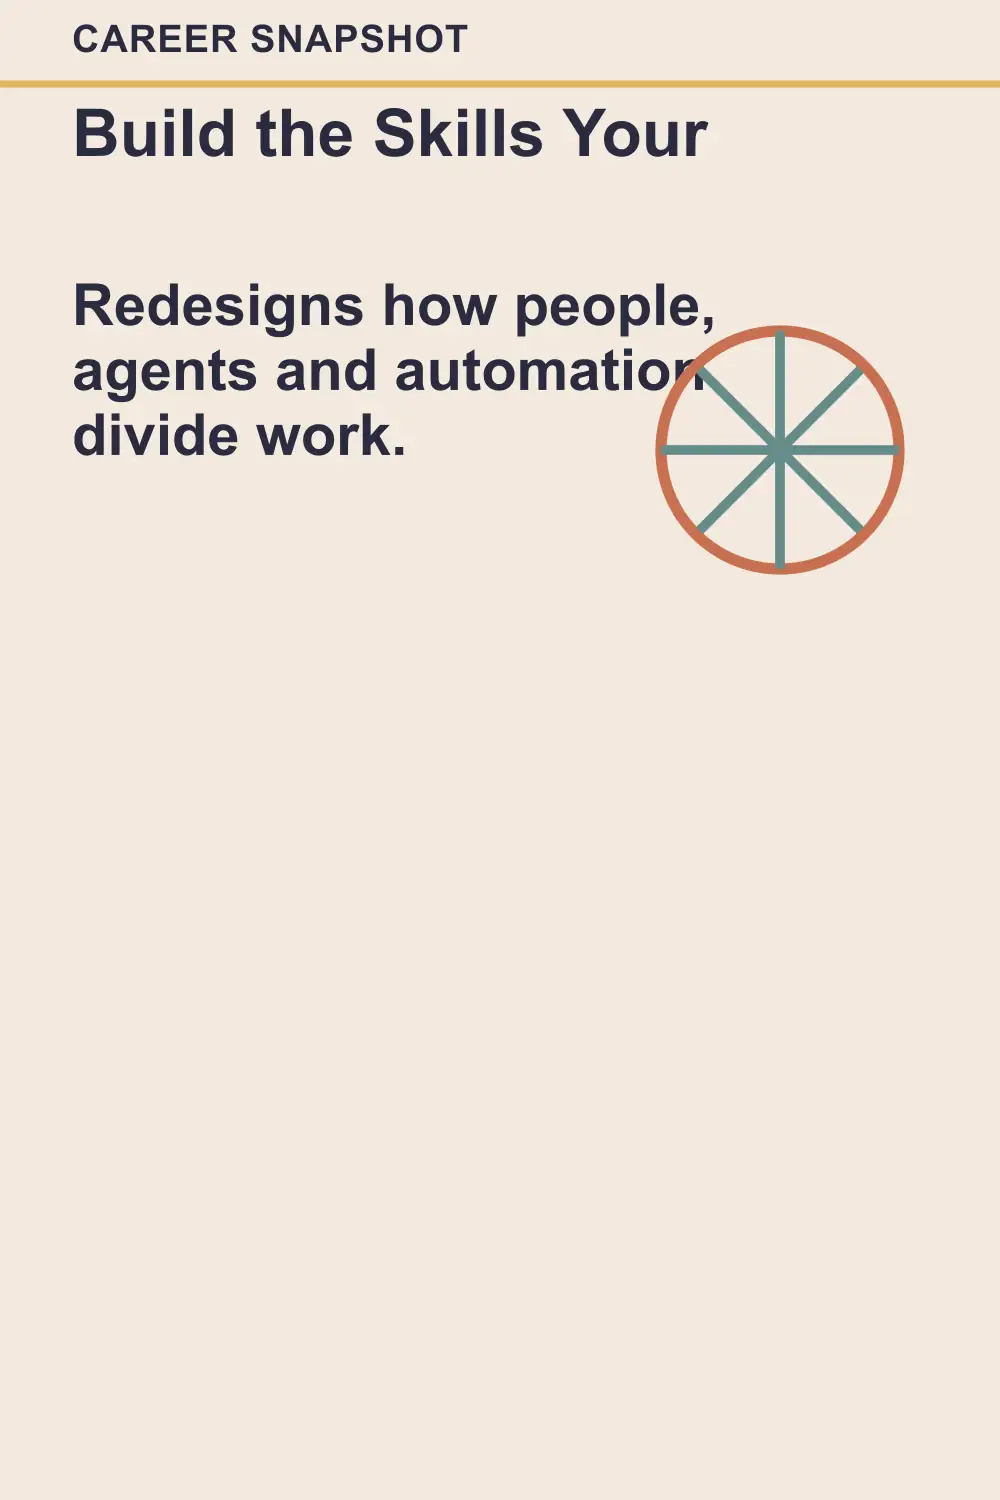 CAREER SNAPSHOT
Build the Skills Your
Redesigns how people,
agents and automation
divide work.